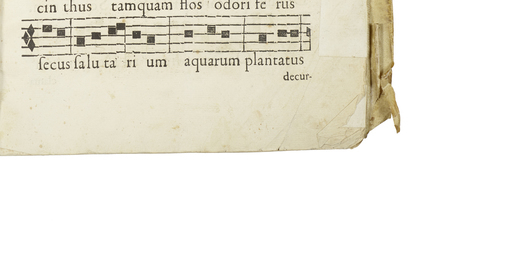 cin thus tamquam flos odori fe rus
ſecus ſalu ta ri um aquarum plantatus
decur-